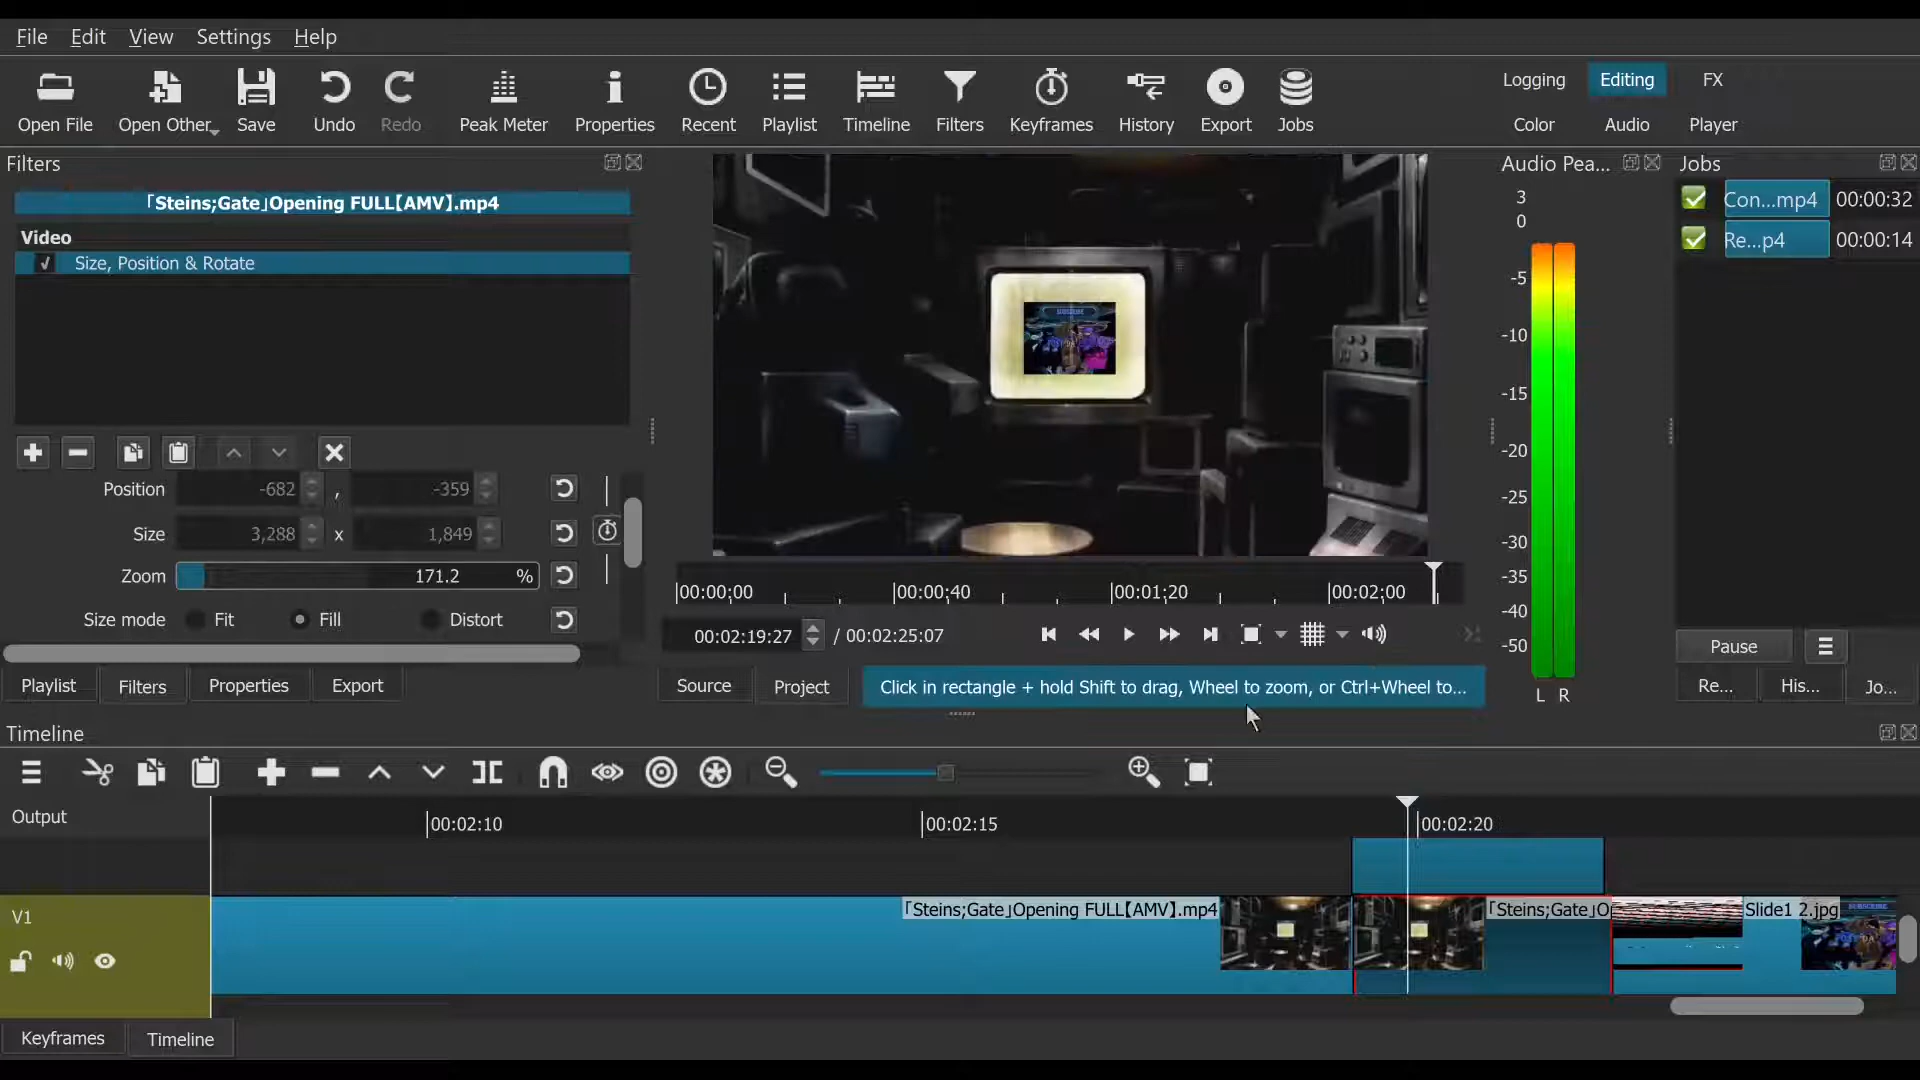 File Edit View Settings Help
Open File Open Other Save Undo Redo Peak Meter Properties Recent Playlist Timeline Filters Keyframes History Export Jobs
Logging Editing FX
Color Audio Player
Filters
Audio Pea...
Jobs
「Steins;Gate」Opening FULL【AMV】.mp4
Video
Size, Position & Rotate
3
0
-5
-10
-15
-20
-25
-30
-35
-40
-50
L R
Con...mp4 00:00:32
Re...p4 00:00:14
SUBSCRIBE
Position -682 , -359
Size 3,288 x 1,849
Zoom 171.2 %
Size mode Fit Fill Distort
00:00:00 00:00:40 00:01:20 00:02:00
00:02:19:27 / 00:02:25:07
Pause
Playlist Filters Properties Export
Source Project
Click in rectangle + hold Shift to drag, Wheel to zoom, or Ctrl+Wheel to...
Re... His... Jo...
Timeline
Output
00:02:10 00:02:15 00:02:20
V1
「Steins;Gate」Opening FULL【AMV】.mp4
「Steins;Gate」O
Slide1 2.jpg
SUBSCRIBE
Keyframes Timeline